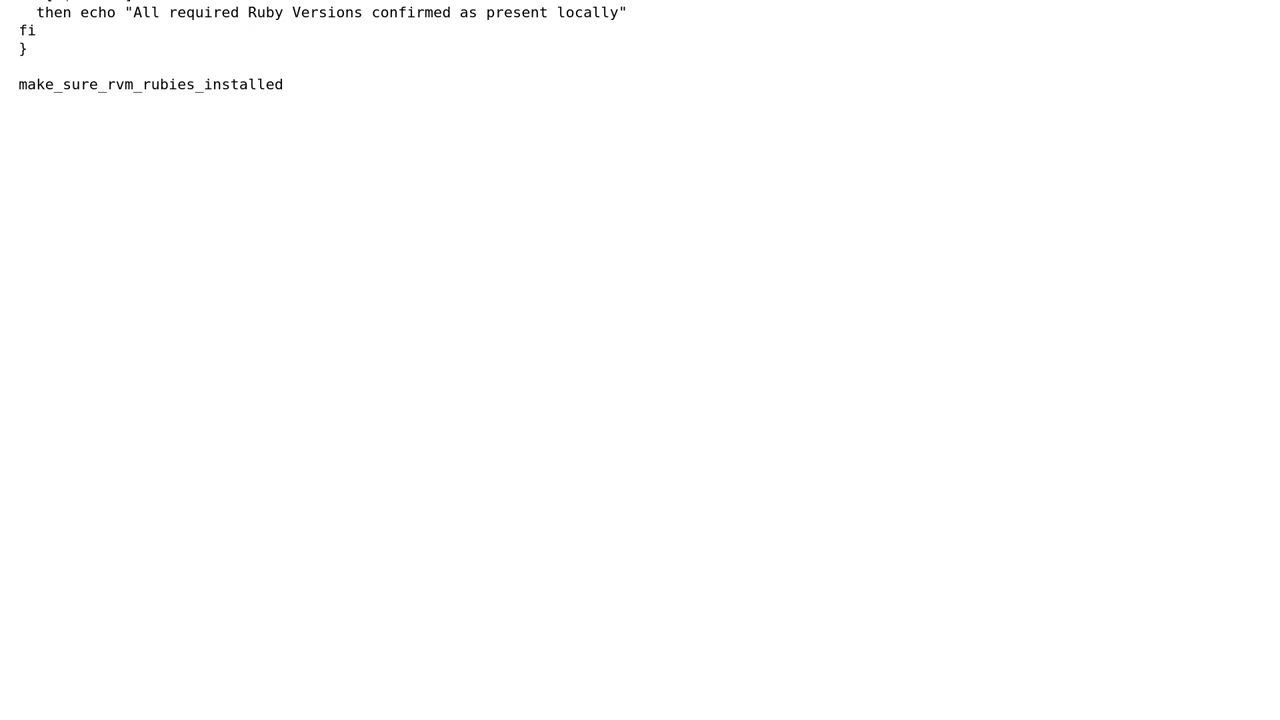 then echo "All required Ruby Versions confirmed as present locally"
fi
}

make_sure_rvm_rubies_installed